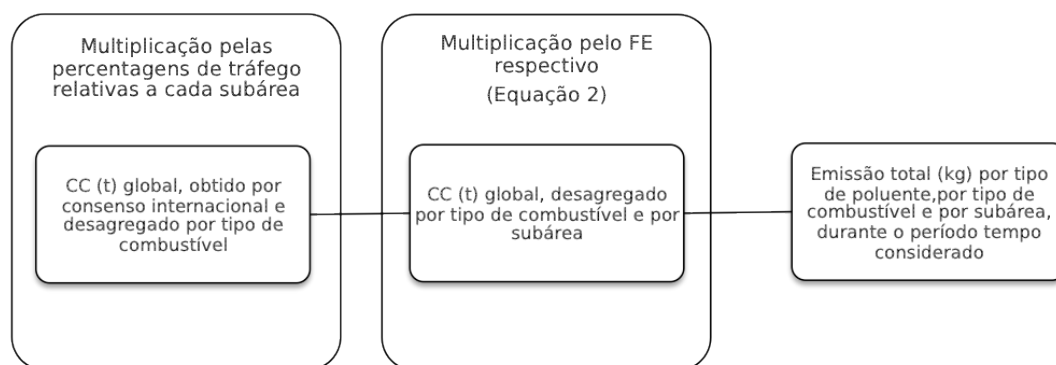 Multiplicação pelas
percentagens de tráfego
relativas a cada subárea
CC (t) global, obtido por
consenso internacional e
desagregado por tipo de
combustível
Multiplicação pelo FE
respectivo
(Equação 2)
CC (t) global, desagregado
por tipo de combustível e por
subárea
Emissão total (kg) por tipo
de poluente,por tipo de
combustível e por subárea,
durante o período tempo
considerado